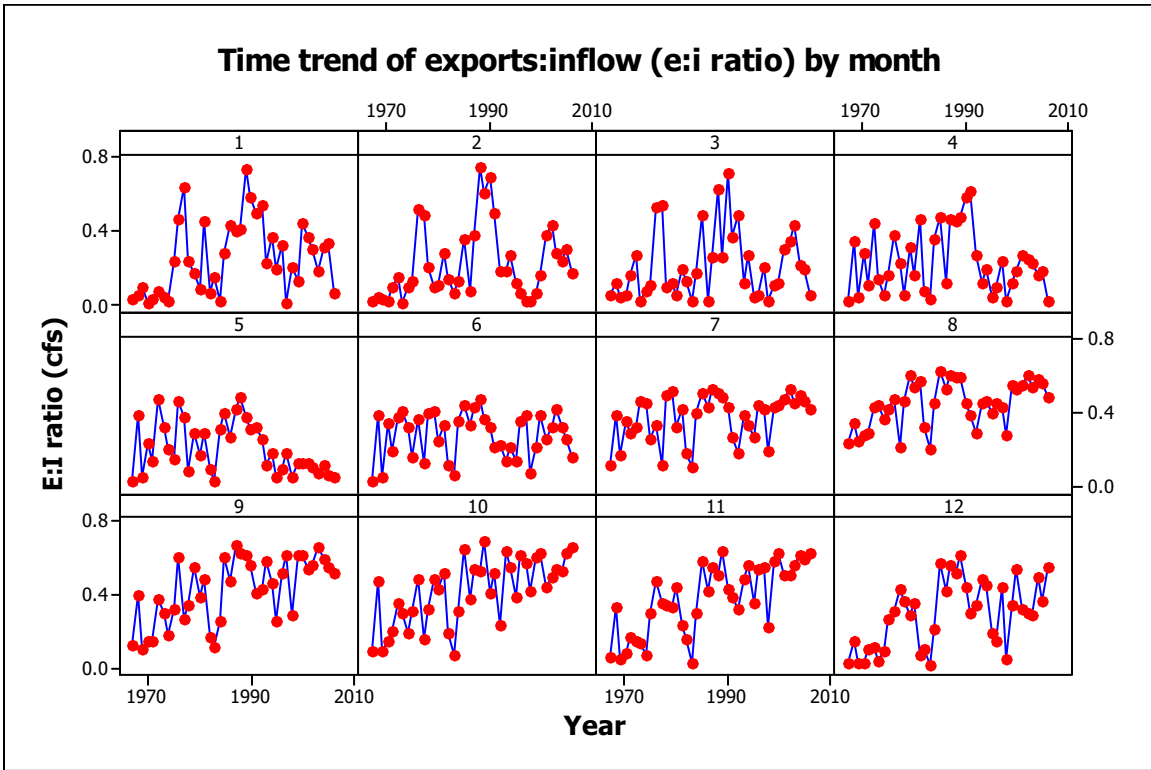 Time trend of exports:inflow (e:i ratio) by month
1970 1990 2010 1970 1990 2010
1 2 3 4
0.8
0.4
0.0
5 6 7 8
0.8
0.4
0.0
9 10 11 12
0.8
0.4
0.0
1970 1990 2010 1970 1990 2010
E:I ratio (cfs)
Year